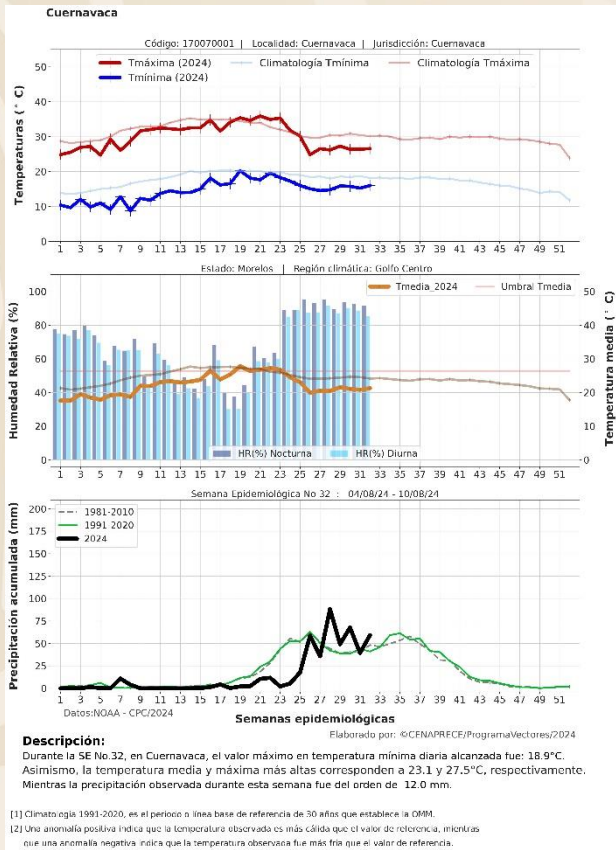 Cuernavaca
Código: 170070001 | Localidad: Cuernavaca | Jurisdicción: Cuernavaca
Temperaturas (° C)
50
40
30
20
10
0
Tmáxima (2024)
Climatología Tmínima
Climatología Tmáxima
Tmínima (2024)
1 3 5 7 9 11 13 15 17 19 21 23 25 27 29 31 33 35 37 39 41 43 45 47 49 51
Estado: Morelos | Región climática: Golfo Centro
Humedad Relativa (%)
100
80
60
40
20
0
Tmedia_2024
Umbral Tmedia
HR(%) Nocturna
HR(%) Diurna
Temperatura media (° C)
50
40
30
20
10
0
1 3 5 7 9 11 13 15 17 19 21 23 25 27 29 31 33 35 37 39 41 43 45 47 49 51
Semana Epidemiológica No 32 : 04/08/24 - 10/08/24
Precipitación acumulada (mm)
200
175
150
125
100
75
50
25
0
1981-2010
1991-2020
2024
1 3 5 7 9 11 13 15 17 19 21 23 25 27 29 31 33 35 37 39 41 43 45 47 49 51
Datos:NOAA - CPC/2024
Semanas epidemiológicas
Elaborado por: ©CENAPRECE/ProgramaVectores/2024
Descripción:
Durante la SE No.32, en Cuernavaca, el valor máximo en temperatura mínima diaria alcanzada fue: 18.9°C.
Asimismo, la temperatura media y máxima más altas corresponden a 23.1 y 27.5°C, respectivamente.
Mientras la precipitación observada durante esta semana fue del orden de 12.0 mm.
[1] Climatología 1991-2020, es el periodo o línea base de referencia de 30 años que establece la OMM.
[2] Una anomalía positiva indica que la temperatura observada es más cálida que el valor de referencia, mientras
que una anomalía negativa indica que la temperatura observada fue más fría que el valor de referencia.